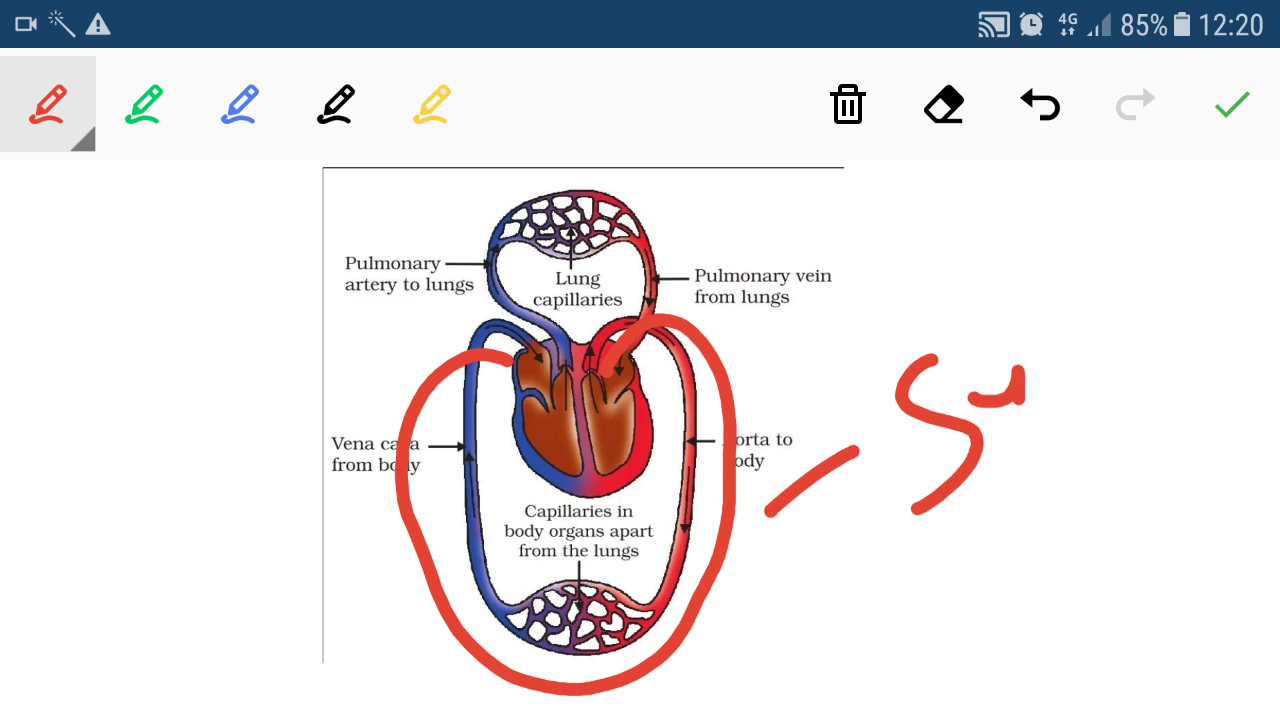 4G 85% 12:20
Pulmonary
artery to lungs
Lung
capillaries
Pulmonary vein
from lungs
Vena ca a
from bo y
orta to
ody
Capillaries in
body organs apart
from the lungs
S